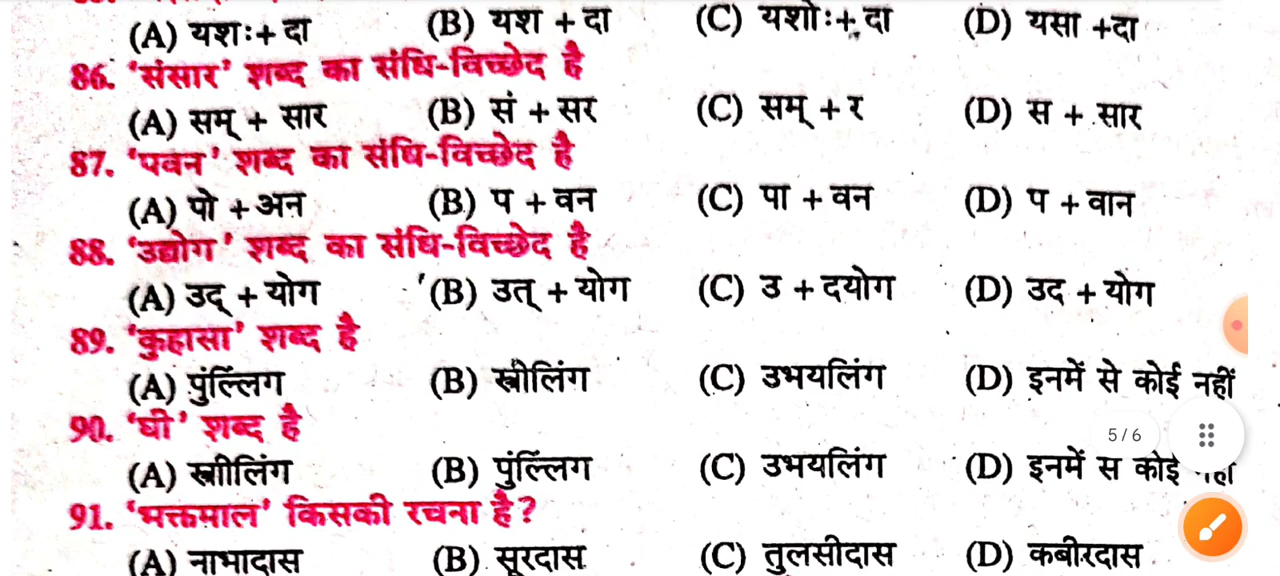 (A) यशः+ दा (B) यश + दा (C) यशोः+ दा (D) यसा +दा
86. 'संसार' शब्द का संधि-विच्छेद है
(A) सम् + सार (B) सं + सर (C) सम् + र (D) स + सार
87. 'पवन' शब्द का संधि-विच्छेद है
(A) पो + अन (B) प + वन (C) पा + वन (D) प + वान
88. 'उद्योग' शब्द का संधि-विच्छेद है
(A) उद् + योग (B) उत् + योग (C) उ + दयोग (D) उद + योग
89. 'कुहासा' शब्द है
(A) पुंल्लिग (B) स्त्रीलिंग (C) उभयलिंग (D) इनमें से कोई नहीं
90. 'घी' शब्द है
5/6
(A) स्त्रीलिंग (B) पुंल्लिग (C) उभयलिंग (D) इनमें स कोई
91. 'भक्तमाल' किसकी रचना है?
(A) नाभादास (B) सूरदास (C) तुलसीदास (D) कबीरदास